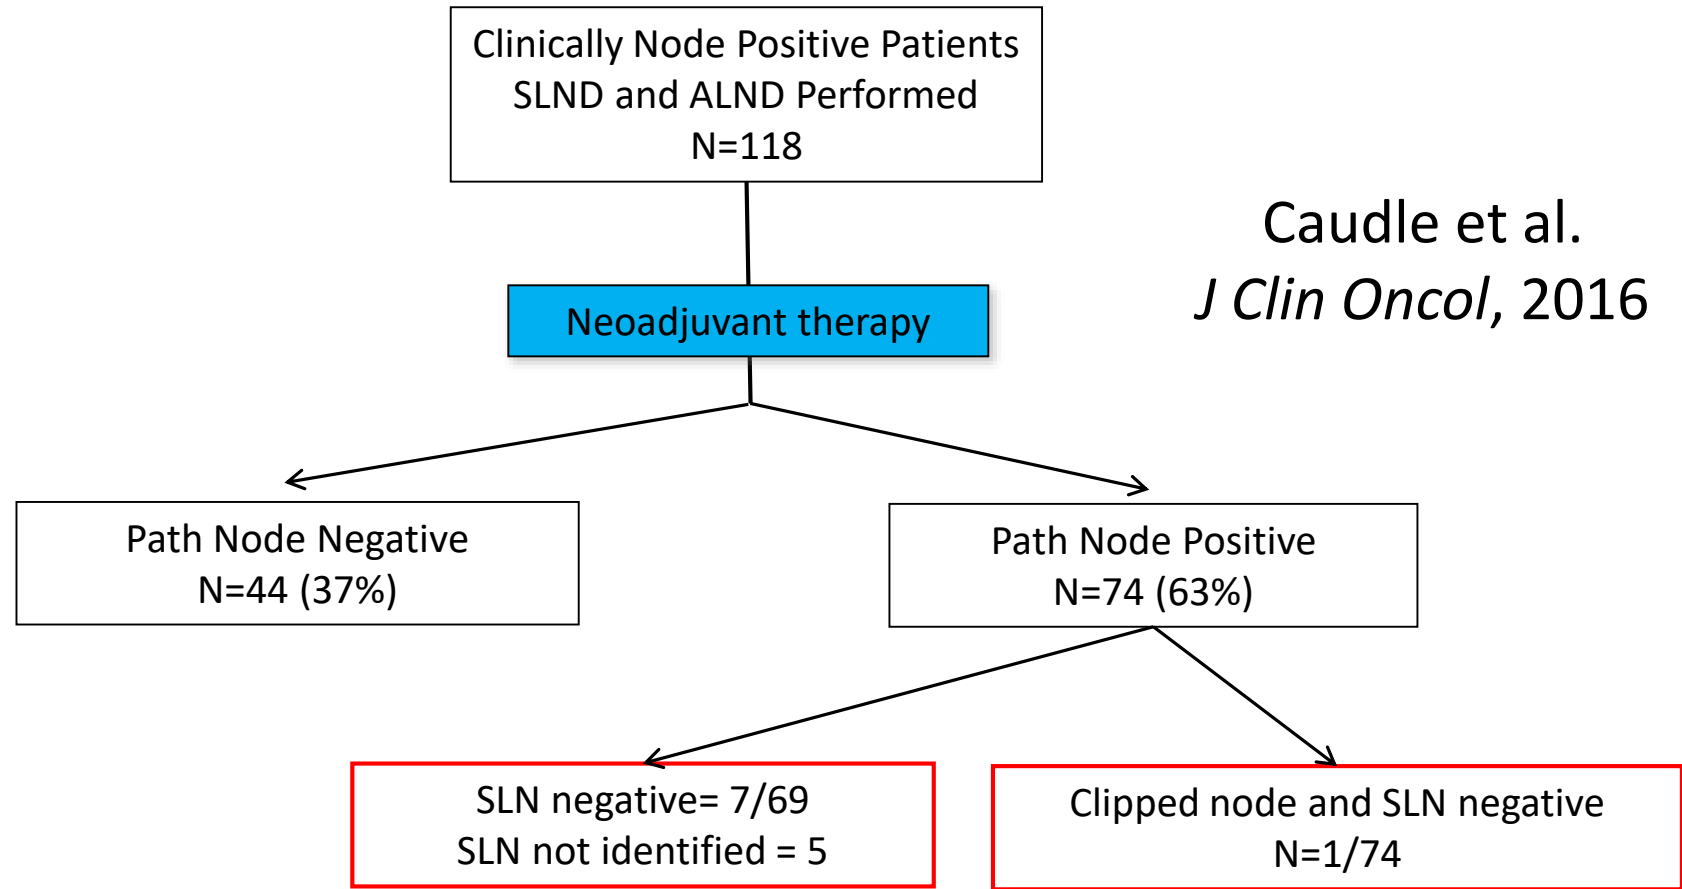 Clinically Node Positive Patients
SLND and ALND Performed
N=118
Caudle et al.
J Clin Oncol, 2016
Neoadjuvant therapy
Path Node Negative
N=44 (37%)
Path Node Positive
N=74 (63%)
SLN negative= 7/69
SLN not identified = 5
Clipped node and SLN negative
N=1/74